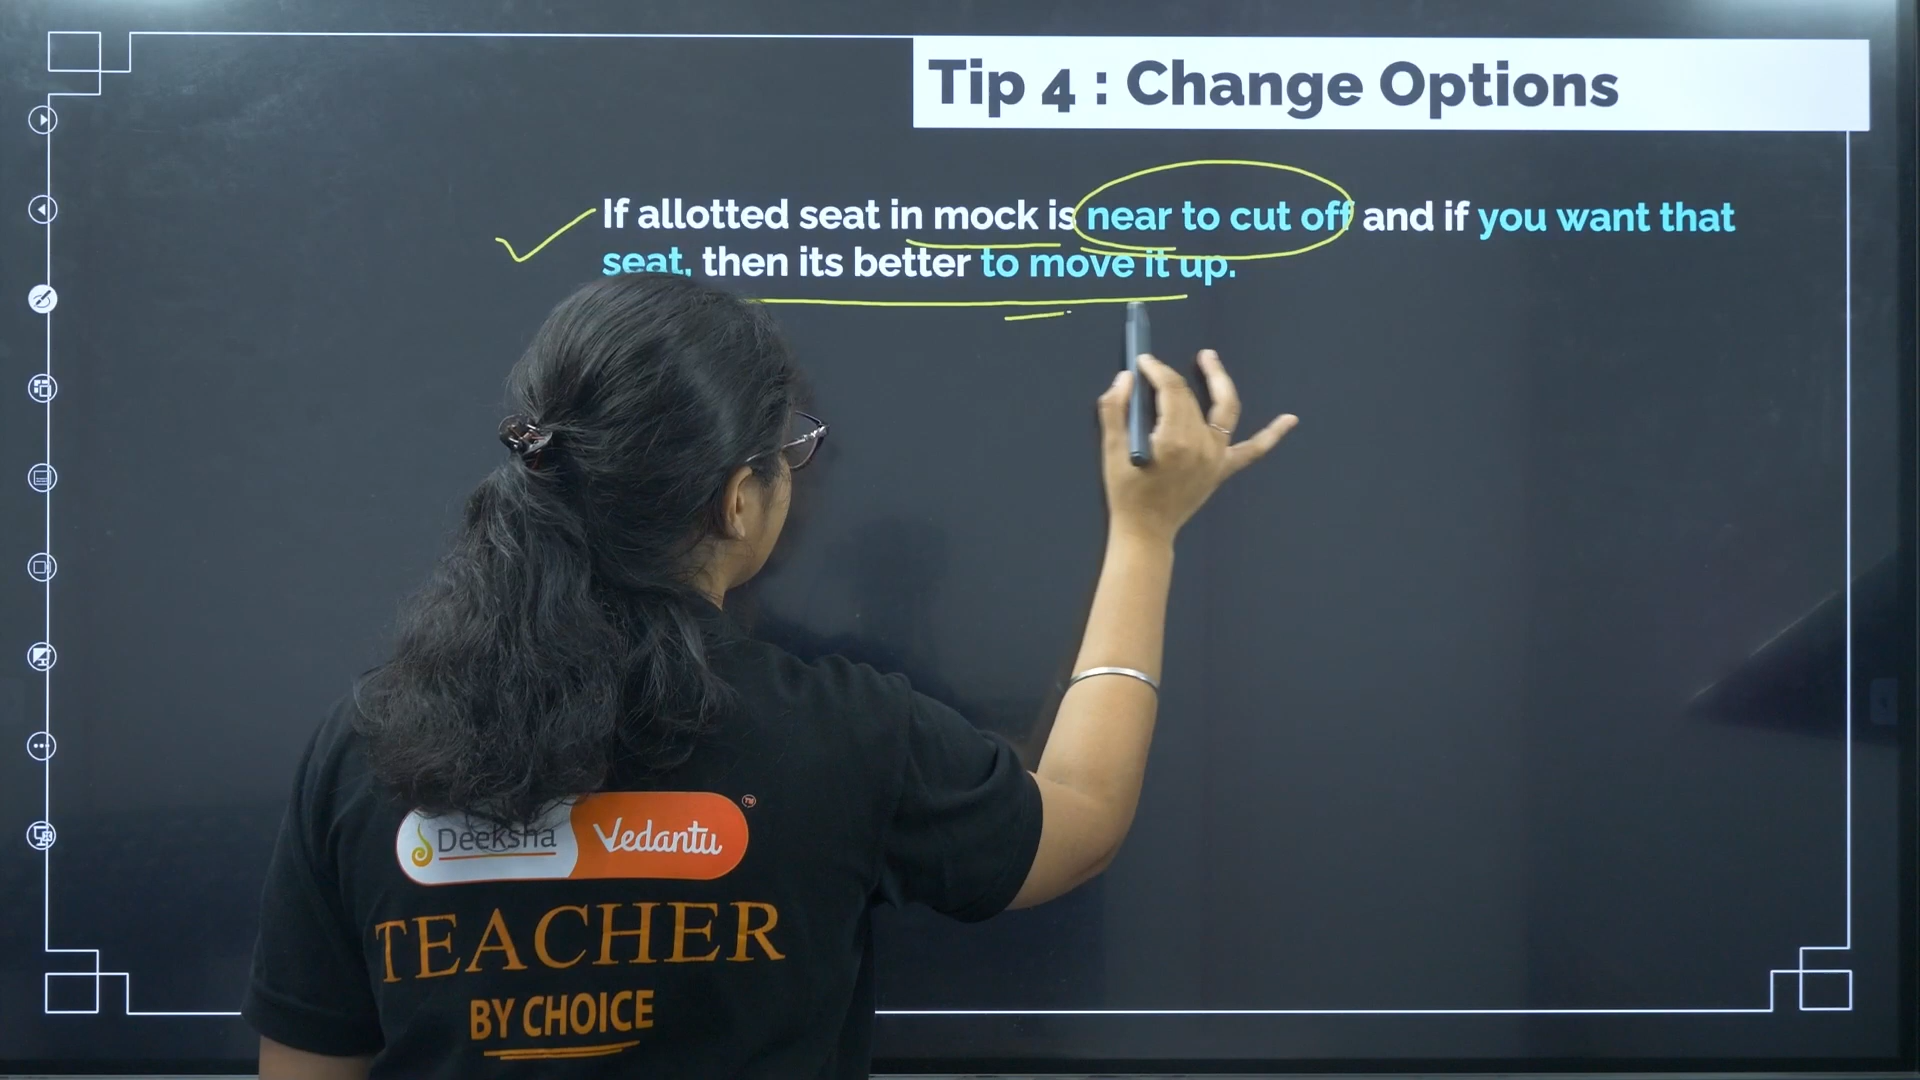 Tip 4 : Change Options
If allotted seat in mock is near to cut off and if you want that
seat, then its better to move it up.
Deeksha Vedantu
TM
TEACHER
BY CHOICE